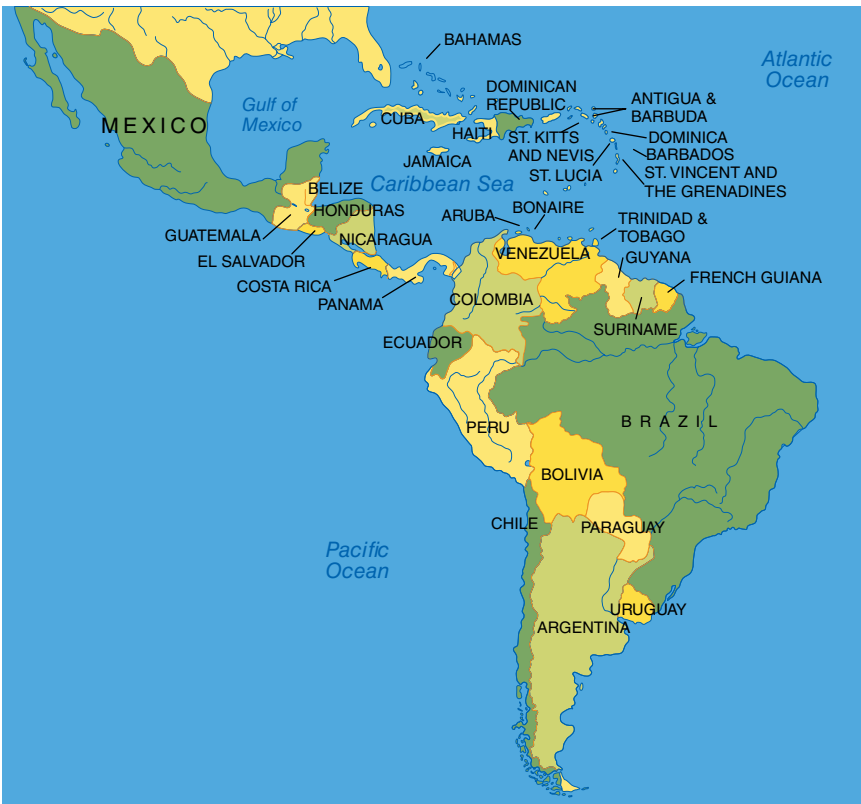 BAHAMAS
Atlantic
Ocean
Gulf of
Mexico
MEXICO
CUBA
DOMINICAN
REPUBLIC
HAITI
JAMAICA
ANTIGUA &
BARBUDA
ST. KITTS
AND NEVIS
DOMINICA
BARBADOS
ST. LUCIA
ST. VINCENT AND
THE GRENADINES
BELIZE
Caribbean Sea
HONDURAS
ARUBA
BONAIRE
TRINIDAD &
TOBAGO
GUATEMALA
NICARAGUA
EL SALVADOR
COSTA RICA
PANAMA
VENEZUELA
GUYANA
FRENCH GUIANA
COLOMBIA
SURINAME
ECUADOR
PERU
BRAZIL
BOLIVIA
CHILE
PARAGUAY
Pacific
Ocean
URUGUAY
ARGENTINA